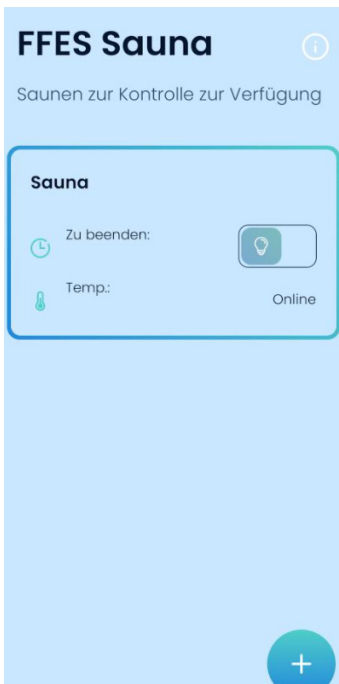 FFES Sauna
Saunen zur Kontrolle zur Verfügung
Sauna
Zu beenden:
Temp.:
Online